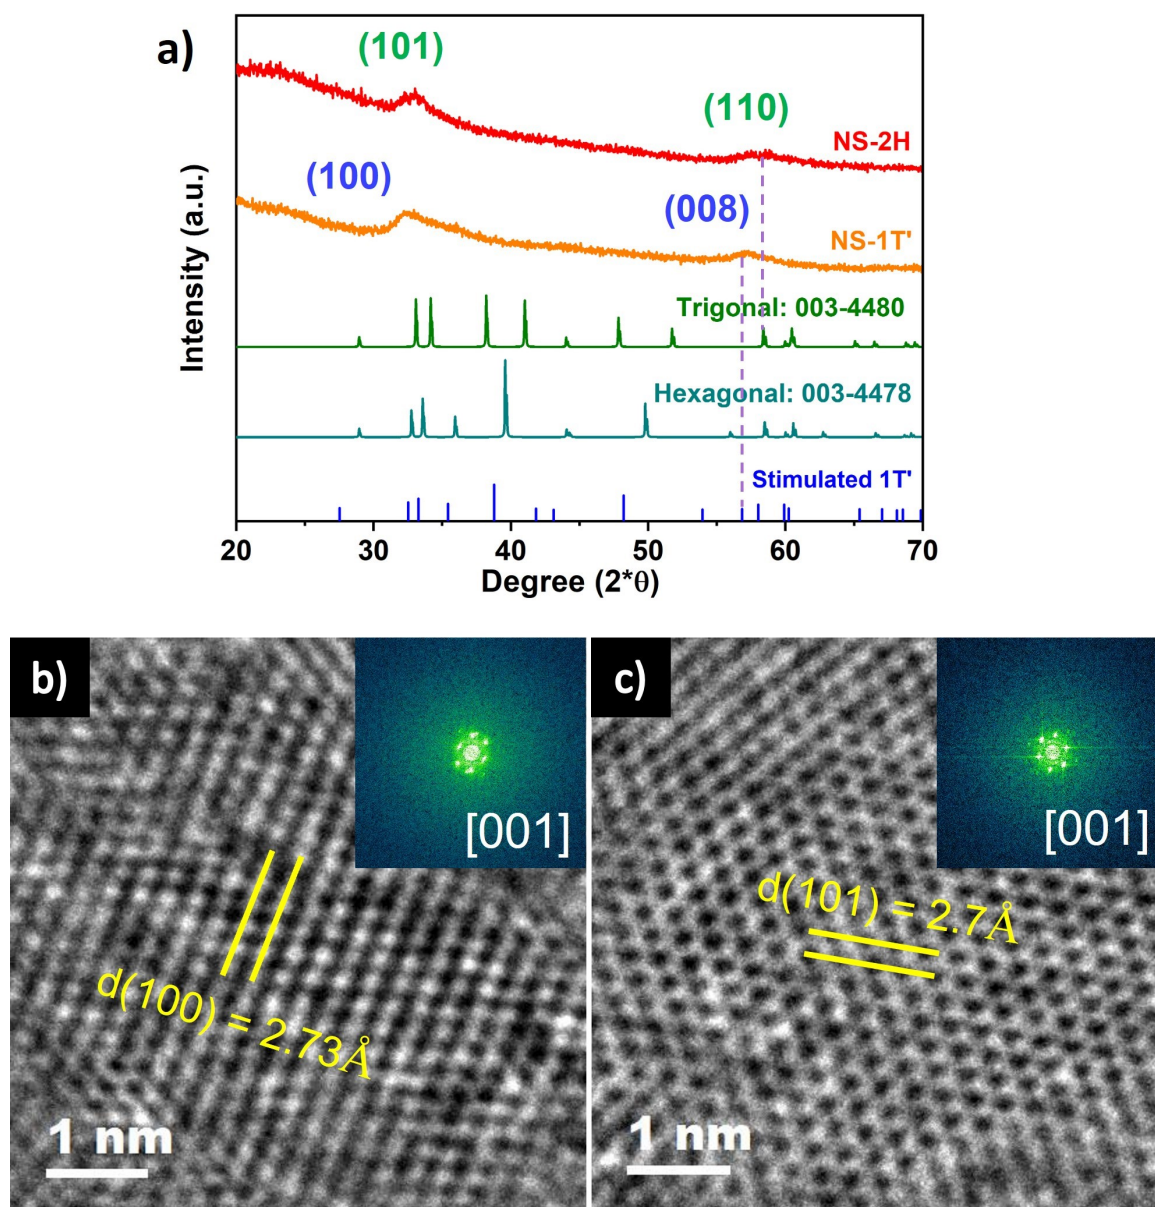 a)
(101)
(110)
NS-2H
(100)
(008)
NS-1T'
Trigonal: 003-4480
Hexagonal: 003-4478
Stimulated 1T'
Intensity (a.u.)
20 30 40 50 60 70
Degree (2*θ)
b)
[001]
d(100) = 2.73Å
1 nm
c)
[001]
d(101) = 2.7Å
1 nm